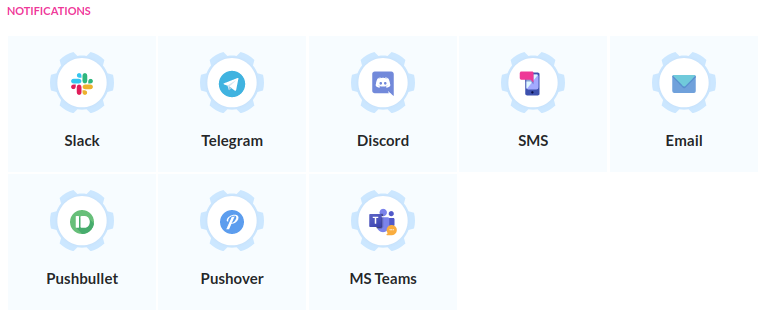 NOTIFICATIONS
Slack
Telegram
Discord
SMS
Email
Pushbullet
Pushover
MS Teams